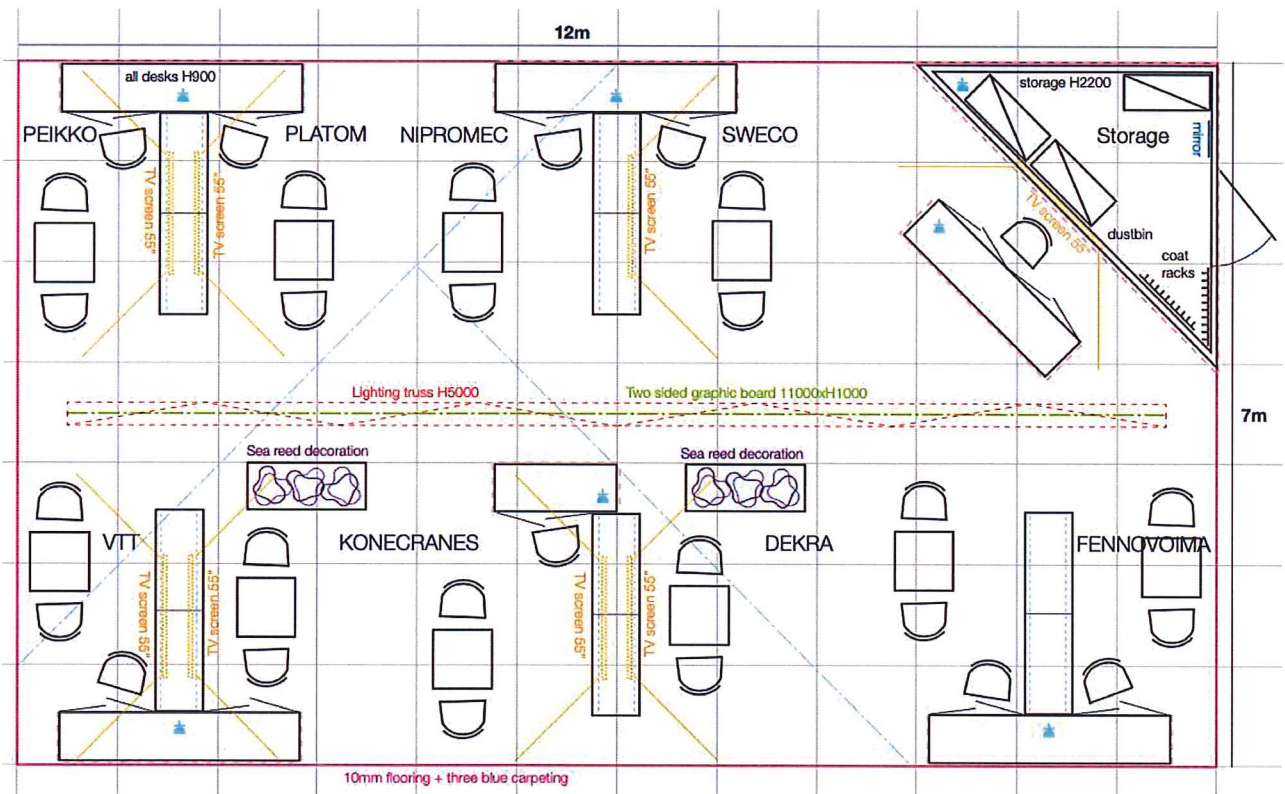 12m
all desks H900
storage H2200
PEIKKO
PLATOM
NIPROMEC
SWECO
Storage
mirror
TV screen 55"
TV screen 55"
TV screen 55"
TV screen 55"
dustbin
coat
racks
Lighting truss H5000
Two sided graphic board 11000xH1000
7m
Sea reed decoration
Sea reed decoration
VTT
KONECRANES
DEKRA
FENNOVOIMA
TV screen 55"
TV screen 55"
TV screen 55"
TV screen 55"
10mm flooring + three blue carpeting